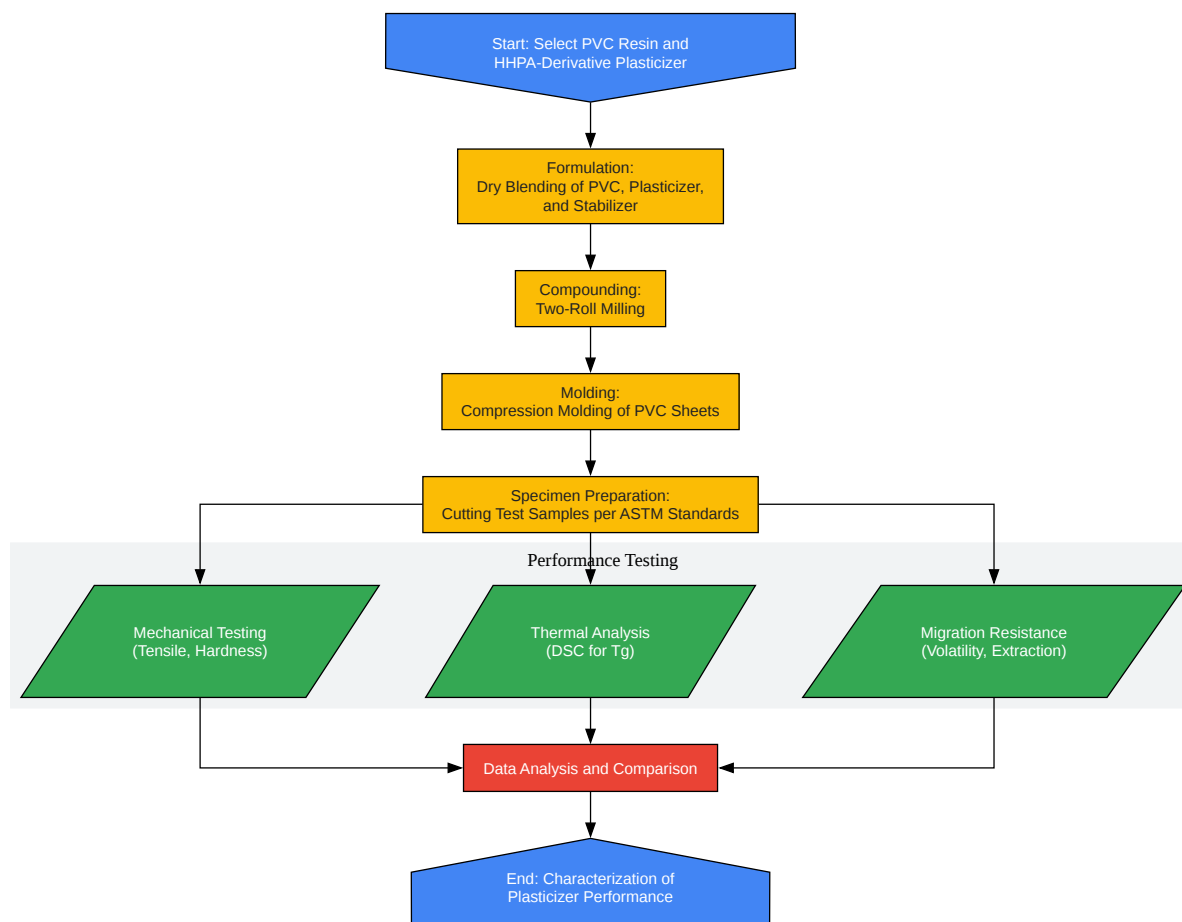 Start: Select PVC Resin and
HHPA-Derivative Plasticizer
Formulation:
Dry Blending of PVC, Plasticizer,
and Stabilizer
Compounding:
Two-Roll Milling
Molding:
Compression Molding of PVC Sheets
Specimen Preparation:
Cutting Test Samples per ASTM Standards
Performance Testing
Mechanical Testing
(Tensile, Hardness)
Thermal Analysis
(DSC for Tg)
Migration Resistance
(Volatility, Extraction)
Data Analysis and Comparison
End: Characterization of
Plasticizer Performance